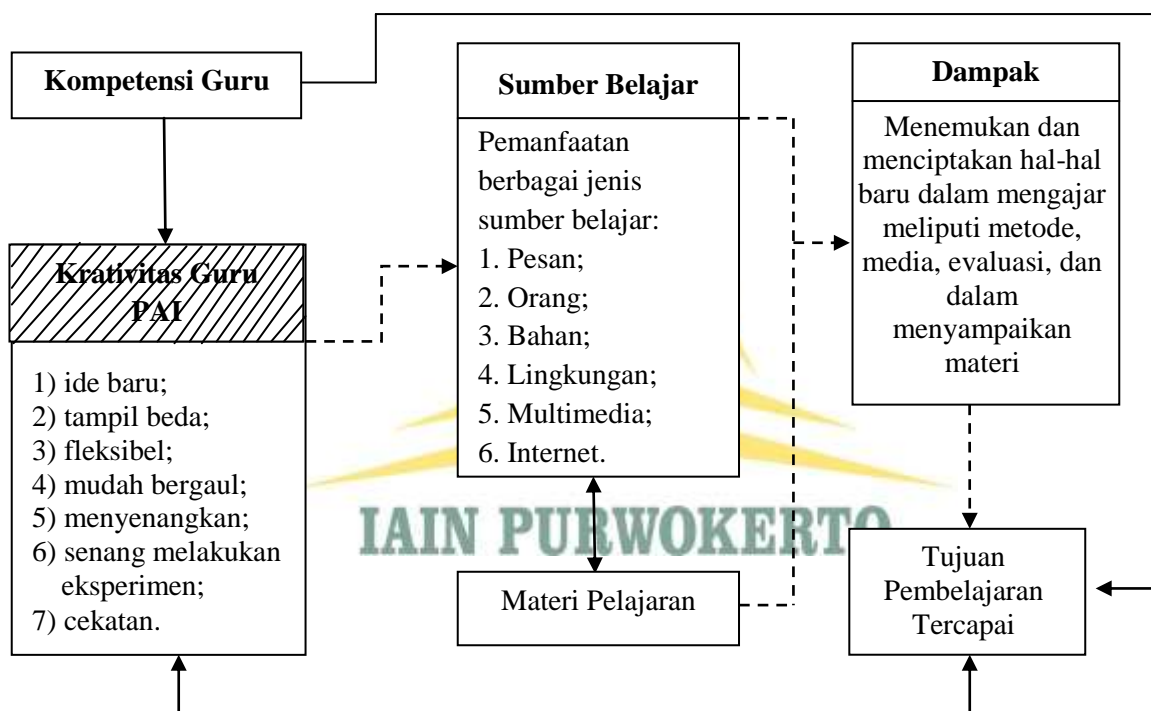 Kompetensi Guru
Krativitas Guru
PAI
1) ide baru;
2) tampil beda;
3) fleksibel;
4) mudah bergaul;
5) menyenangkan;
6) senang melakukan
eksperimen;
7) cekatan.
Sumber Belajar
Pemanfaatan
berbagai jenis
sumber belajar:
1. Pesan;
2. Orang;
3. Bahan;
4. Lingkungan;
5. Multimedia;
6. Internet.
IAIN PURWOKERTO
Materi Pelajaran
Dampak
Menemukan dan
menciptakan hal-hal
baru dalam mengajar
meliputi metode,
media, evaluasi, dan
dalam
menyampaikan
materi
Tujuan
Pembelajaran
Tercapai